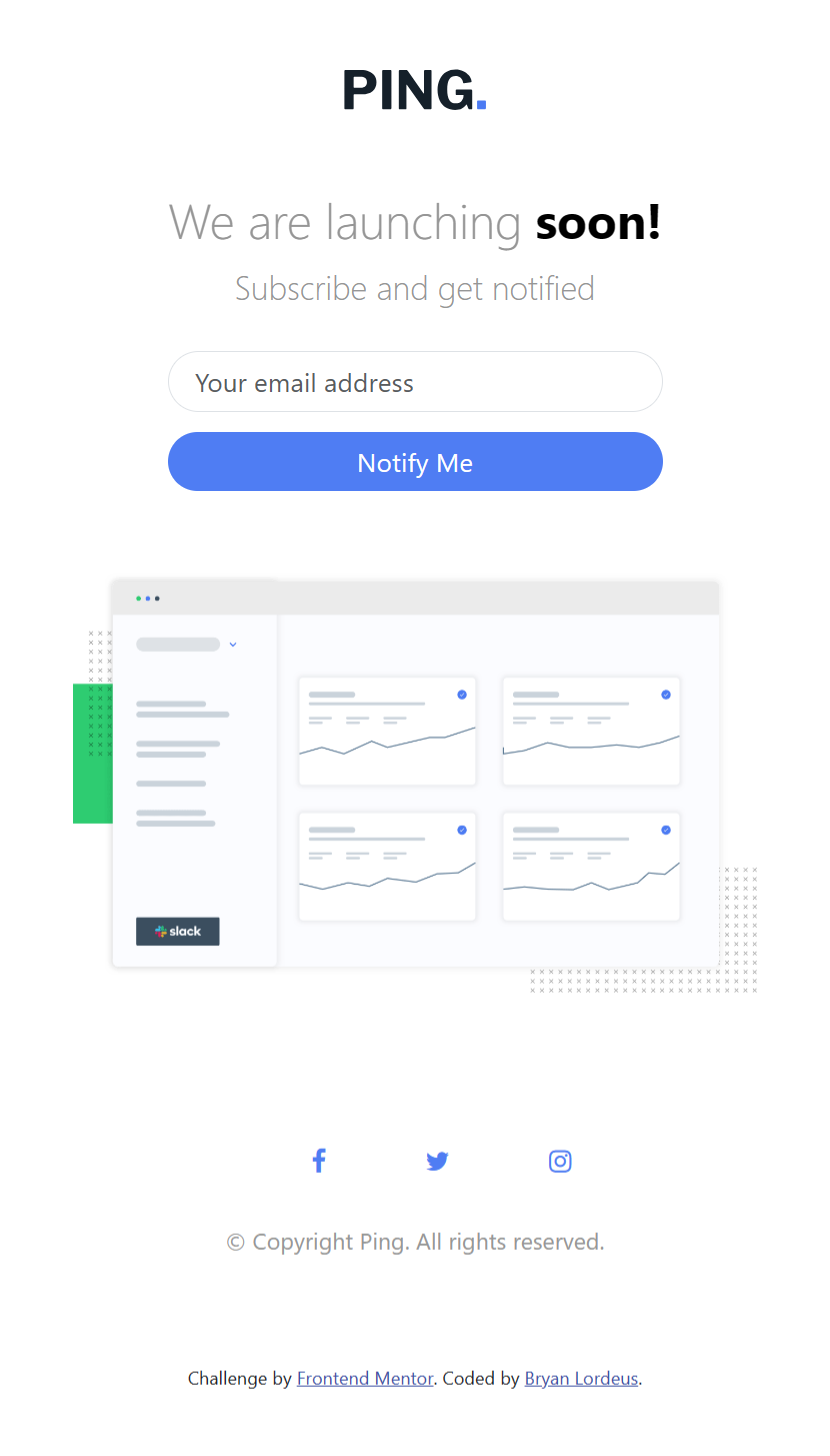 PING.
We are launching soon!
Subscribe and get notified
Your email address
Notify Me
slack
© Copyright Ping. All rights reserved.
Challenge by Frontend Mentor. Coded by Bryan Lordeus.